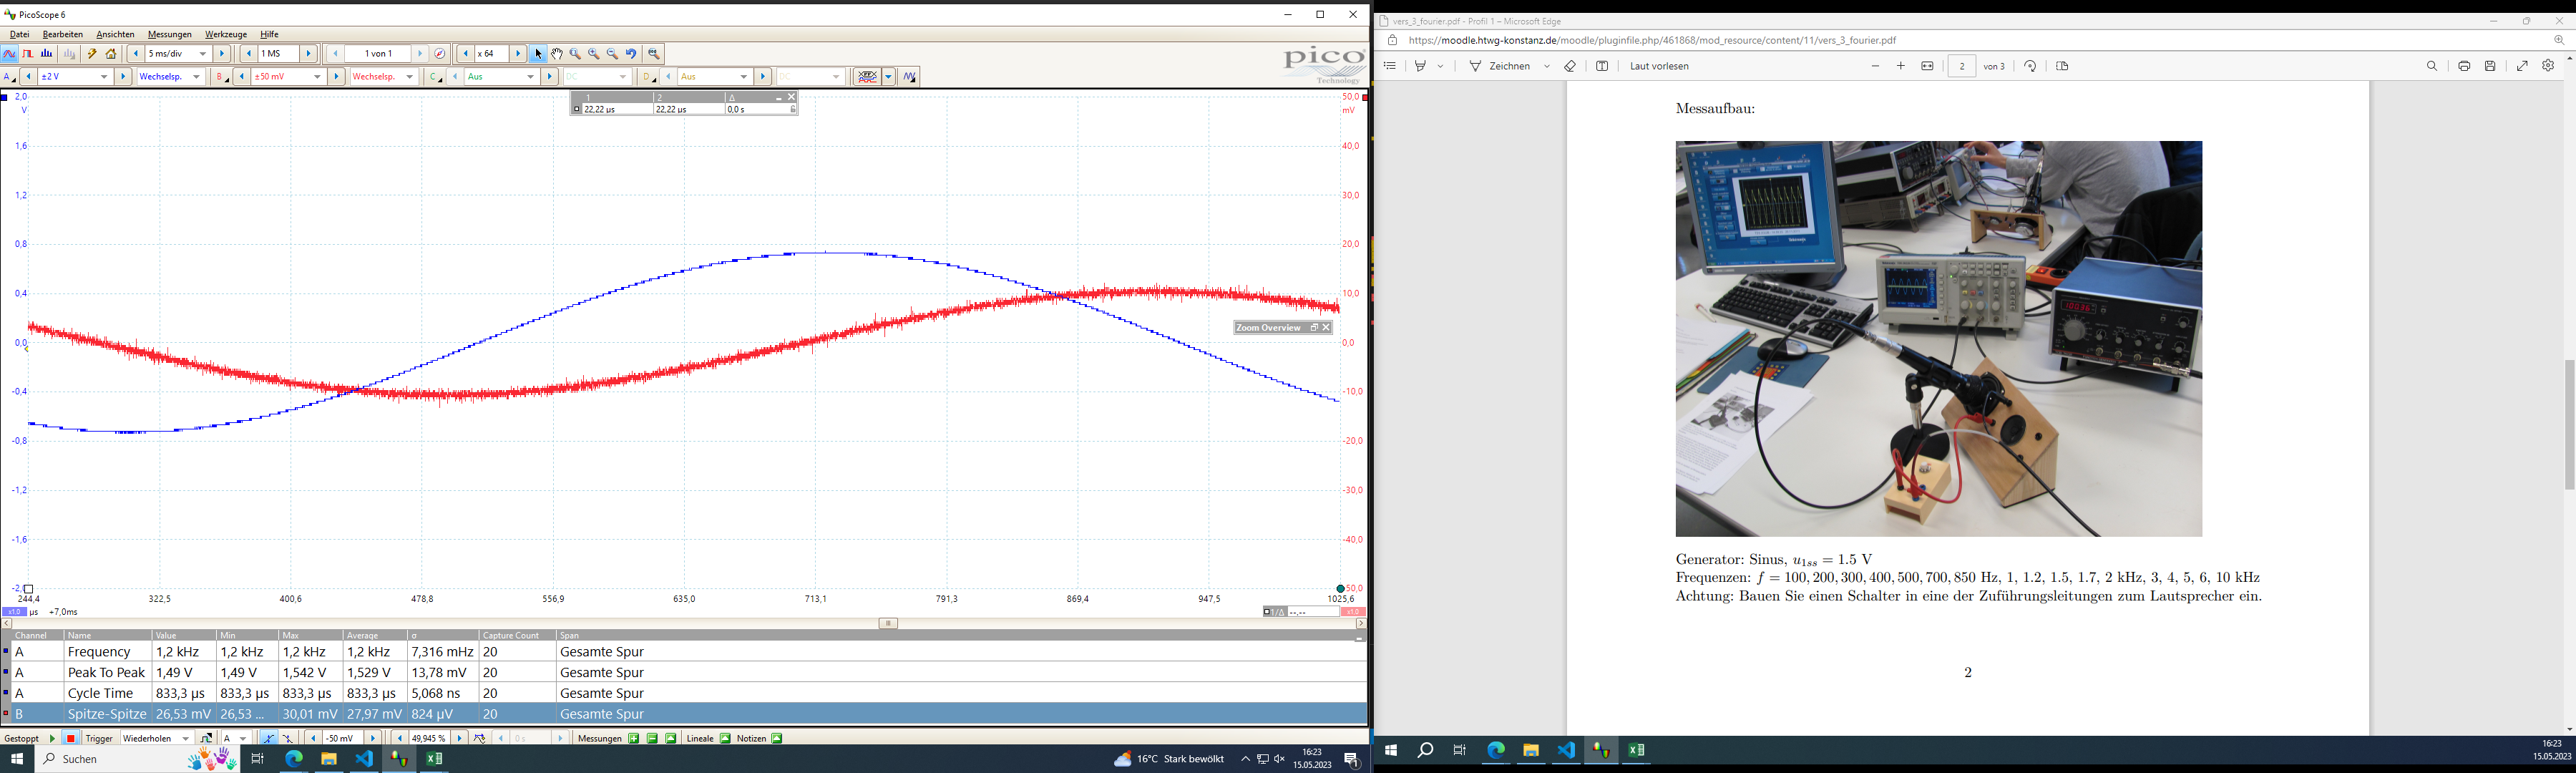 PicoScope 6
Datei Bearbeiten Ansichten Messungen Werkzeuge Hilfe
5 ms/div 1 MS 1 von 1 x 64
A ±2 V Wechselsp. B ±50 mV Wechselsp. C Aus DC D Aus DC
pico
Technology
2,0
V
1,6
1,2
0,8
0,4
0,0
-0,4
-0,8
-1,2
-1,6
-2,0
1 2 Δ
22,22 µs 22,22 µs 0,0 s
50,0
mV
40,0
30,0
20,0
10,0
0,0
-10,0
-20,0
-30,0
-40,0
-50,0
Zoom Overview
244,4 322,5 400,6 478,8 556,9 635,0 713,1 791,3 869,4 947,5 1025,6
x1,0 µs +7,0ms
1/Δ --,-- x1,0
Channel Name Value Min Max Average σ Capture Count Span
A Frequency 1,2 kHz 1,2 kHz 1,2 kHz 1,2 kHz 7,316 mHz 20 Gesamte Spur
A Peak To Peak 1,49 V 1,49 V 1,542 V 1,529 V 13,78 mV 20 Gesamte Spur
A Cycle Time 833,3 µs 833,3 µs 833,3 µs 833,3 µs 5,068 ns 20 Gesamte Spur
B Spitze-Spitze 26,53 mV 26,53 ... 30,01 mV 27,97 mV 824 µV 20 Gesamte Spur
Gestoppt Trigger Wiederholen A -50 mV 49,945 % 0 s Messungen Lineale Notizen
Suchen
16°C Stark bewölkt
16:23
15.05.2023
1
vers_3_fourier.pdf - Profil 1 – Microsoft Edge
https://moodle.htwg-konstanz.de/moodle/pluginfile.php/461868/mod_resource/content/11/vers_3_fourier.pdf
Zeichnen Laut vorlesen 2 von 3
Messaufbau:
Generator: Sinus, u1ss = 1.5 V
Frequenzen: f = 100, 200, 300, 400, 500, 700, 850 Hz, 1, 1.2, 1.5, 1.7, 2 kHz, 3, 4, 5, 6, 10 kHz
Achtung: Bauen Sie einen Schalter in eine der Zuführungsleitungen zum Lautsprecher ein.
2
16:23
15.05.2023